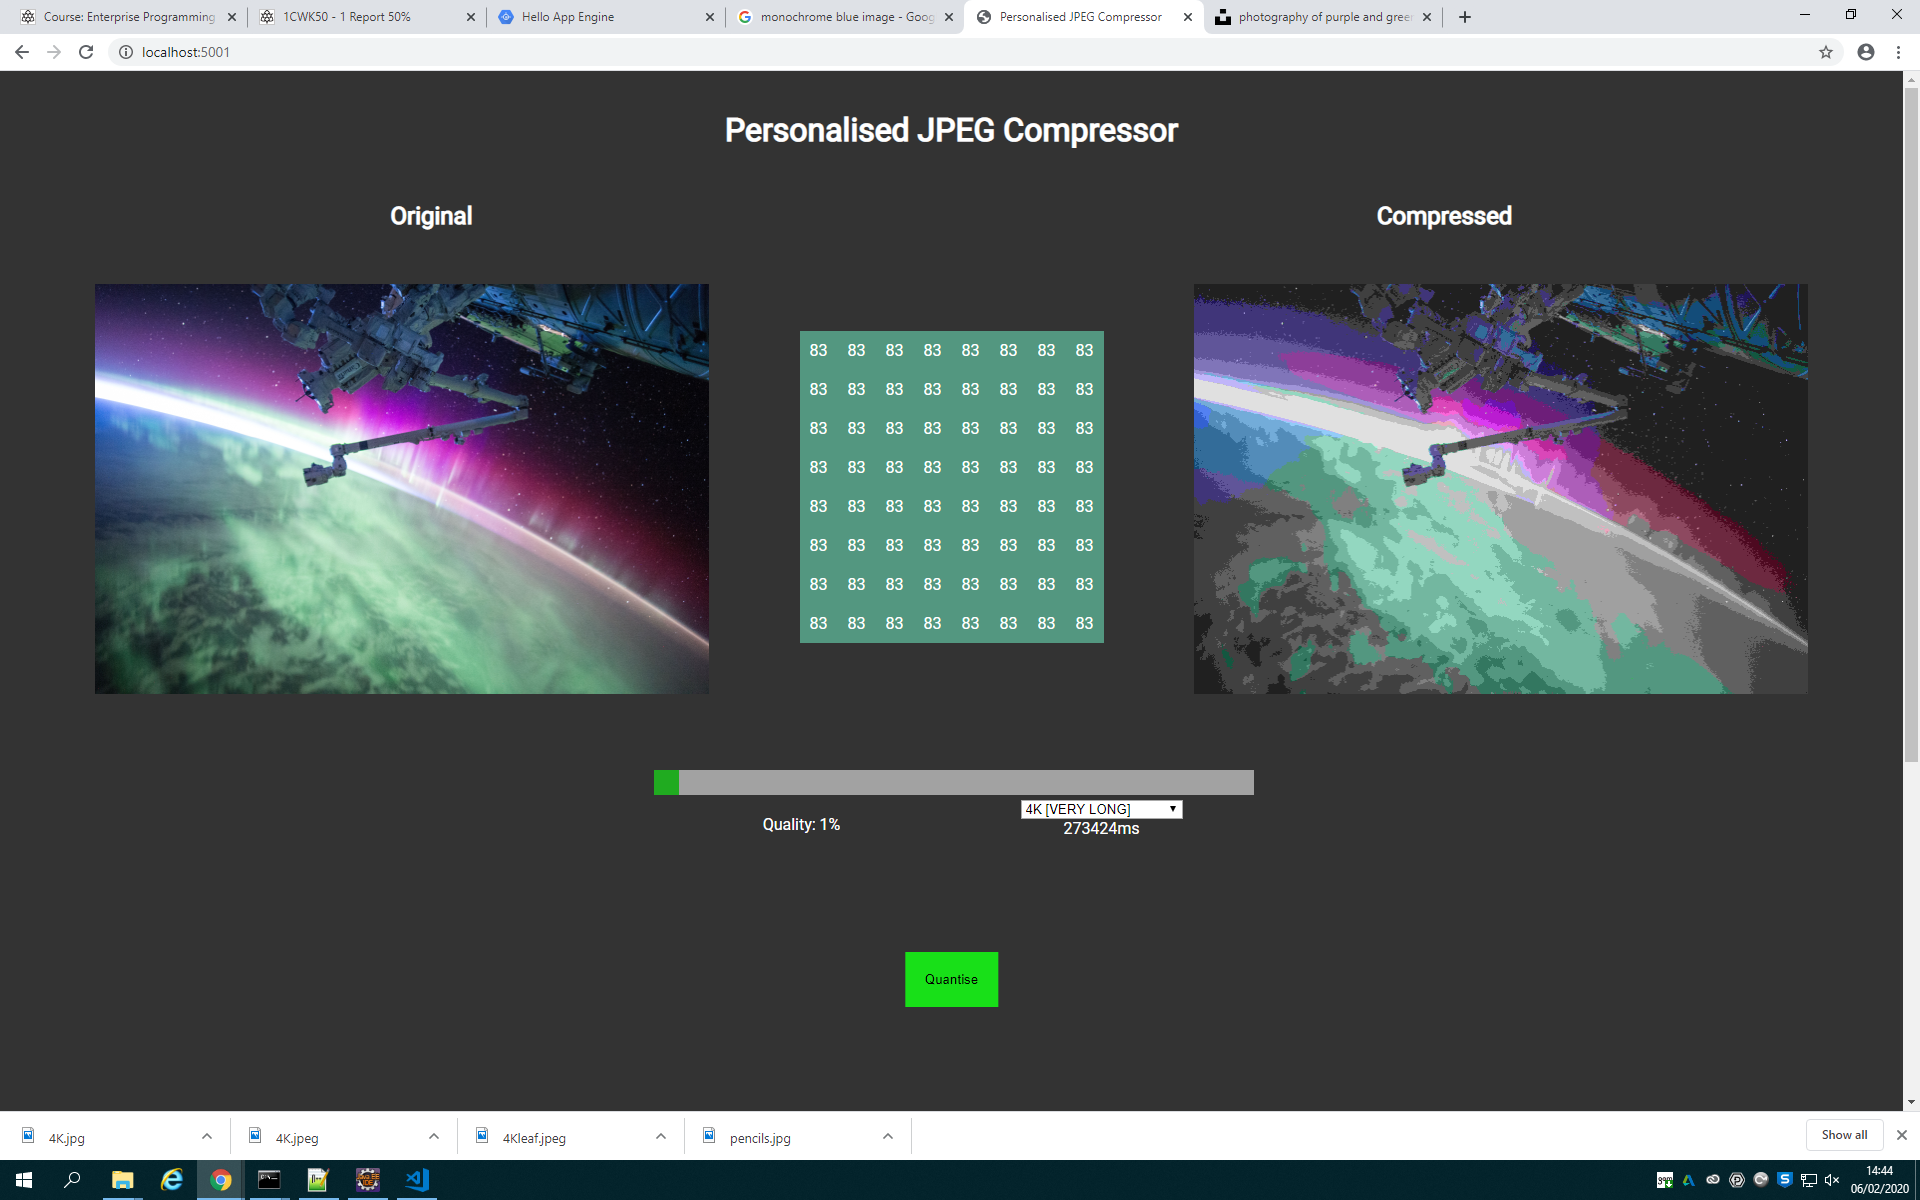 Course: Enterprise Programming
1CWK50 - 1 Report 50%
Hello App Engine
monochrome blue image - Goog
Personalised JPEG Compressor
photography of purple and gree
localhost:5001
Personalised JPEG Compressor
Original
Compressed
83 83 83 83 83 83 83 83
83 83 83 83 83 83 83 83
83 83 83 83 83 83 83 83
83 83 83 83 83 83 83 83
83 83 83 83 83 83 83 83
83 83 83 83 83 83 83 83
83 83 83 83 83 83 83 83
83 83 83 83 83 83 83 83
4K [VERY LONG]
Quality: 1%
273424ms
Quantise
4K.jpg
4K.jpeg
4Kleaf.jpeg
pencils.jpg
Show all
14:44
06/02/2020